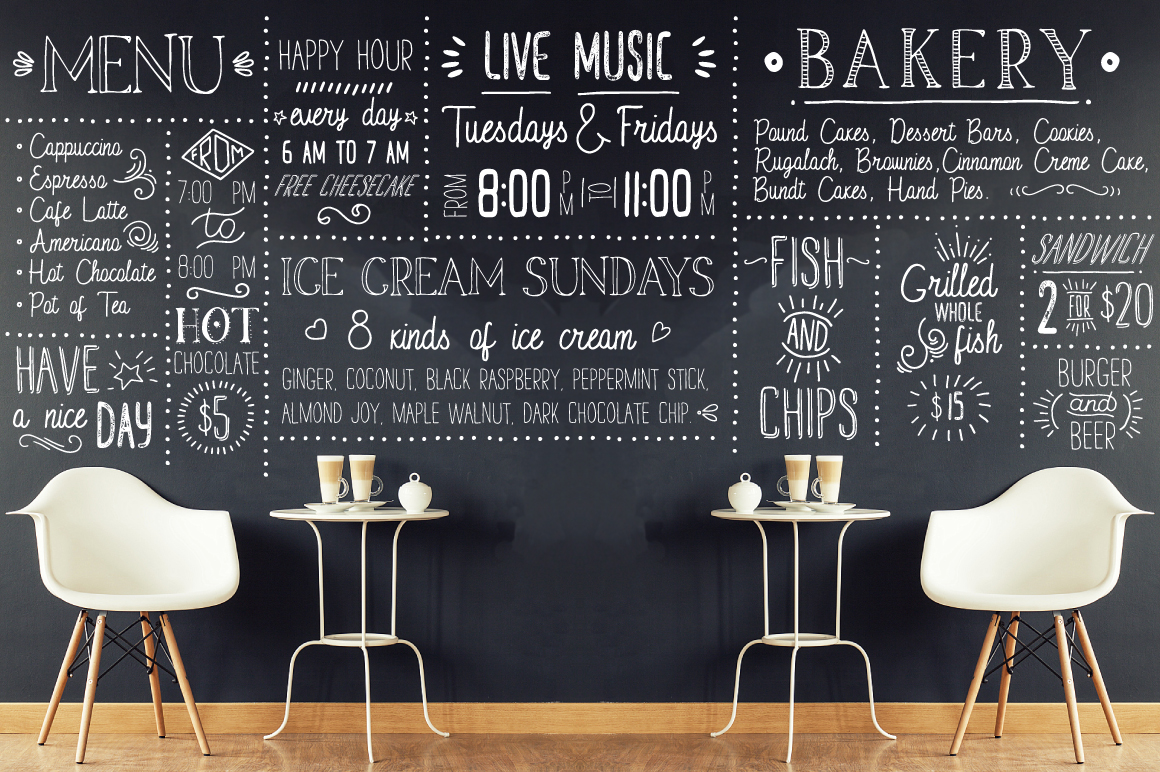 MENU
• Cappuccino
• Espresso
• Cafe Latte
• Americano
• Hot Chocolate
• Pot of Tea
HAVE
a nice
DAY
FROM
7:00 PM
to
8:00 PM
HOT
CHOCOLATE
$5
HAPPY HOUR
every day
6 AM TO 7 AM
FREE CHEESECAKE
LIVE MUSIC
Tuesdays & Fridays
FROM 8:00 PM TO 11:00 PM
ICE CREAM SUNDAYS
8 kinds of ice cream
GINGER, COCONUT, BLACK RASPBERRY, PEPPERMINT STICK,
ALMOND JOY, MAPLE WALNUT, DARK CHOCOLATE CHIP.
BAKERY
Pound Cakes, Dessert Bars, Cookies,
Rugalach, Brownies, Cinnamon Creme Cake,
Bundt Cakes, Hand Pies.
FISH
AND
CHIPS
Grilled
WHOLE
fish
$15
SANDWICH
2 FOR $20
BURGER
and
BEER